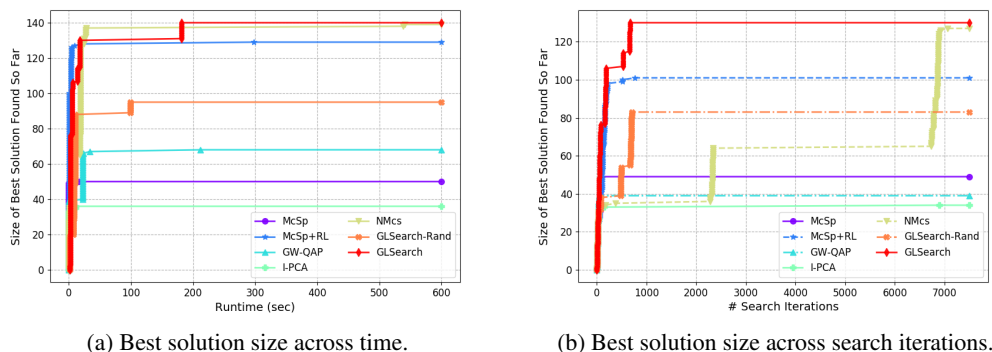 140
120
100
80
60
40
20
0
Size of Best Solution Found So Far
McSp
McSp+RL
GW-QAP
I-PCA
NMcs
GLSearch-Rand
GLSearch
0 100 200 300 400 500 600
Runtime (sec)
(a) Best solution size across time.
120
100
80
60
40
20
0
Size of Best Solution Found So Far
McSp
McSp+RL
GW-QAP
I-PCA
NMcs
GLSearch-Rand
GLSearch
0 1000 2000 3000 4000 5000 6000 7000
# Search Iterations
(b) Best solution size across search iterations.